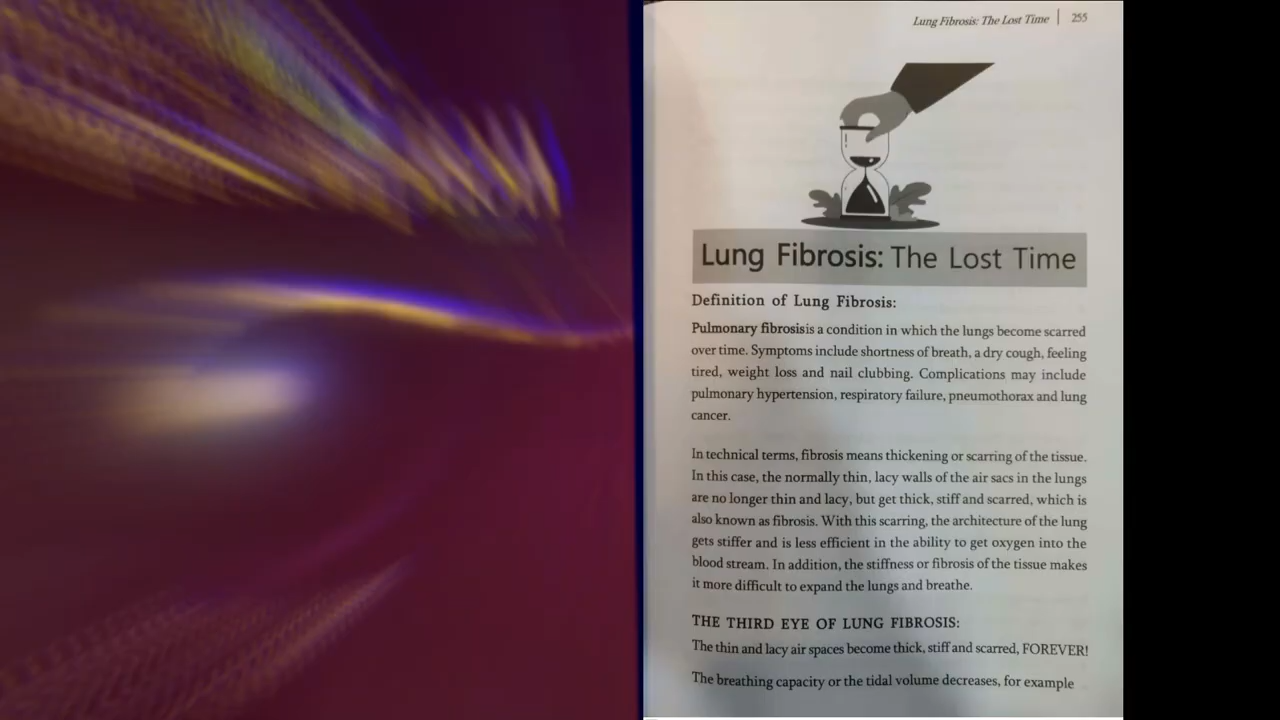 Lung Fibrosis: The Lost Time | 255
Lung Fibrosis: The Lost Time
Definition of Lung Fibrosis:
Pulmonary fibrosisis a condition in which the lungs become scarred
over time. Symptoms include shortness of breath, a dry cough, feeling
tired, weight loss and nail clubbing. Complications may include
pulmonary hypertension, respiratory failure, pneumothorax and lung
cancer.
In technical terms, fibrosis means thickening or scarring of the tissue.
In this case, the normally thin, lacy walls of the air sacs in the lungs
are no longer thin and lacy, but get thick, stiff and scarred, which is
also known as fibrosis. With this scarring, the architecture of the lung
gets stiffer and is less efficient in the ability to get oxygen into the
blood stream. In addition, the stiffness or fibrosis of the tissue makes
it more difficult to expand the lungs and breathe.
THE THIRD EYE OF LUNG FIBROSIS:
The thin and lacy air spaces become thick, stiff and scarred, FOREVER!
The breathing capacity or the tidal volume decreases, for example